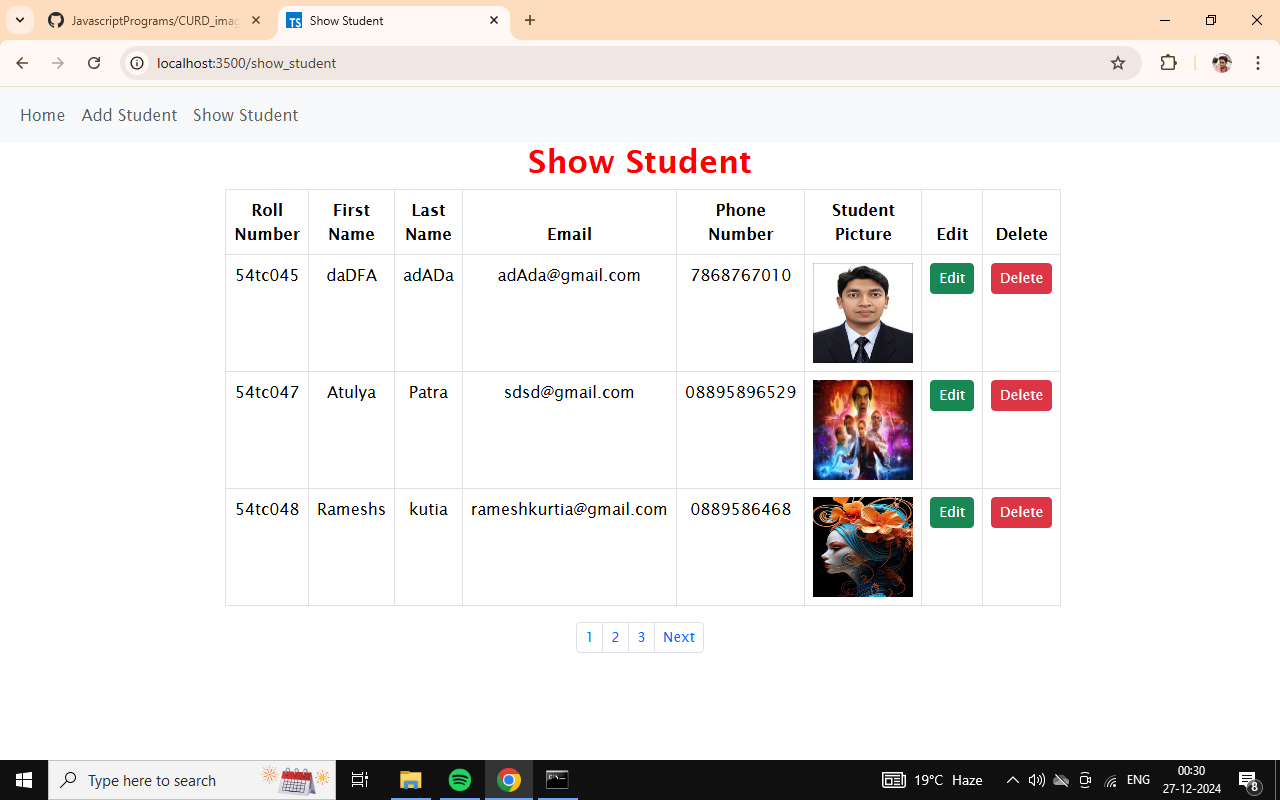 JavascriptPrograms/CURD_imag
TS
Show Student
localhost:3500/show_student
Home Add Student Show Student
Show Student
Roll First Last Phone Student
Number Name Name Email Number Picture Edit Delete
54tc045 daDFA adADa adAda@gmail.com 7868767010 Edit Delete
54tc047 Atulya Patra sdsd@gmail.com 08895896529 Edit Delete
54tc048 Rameshs kutia rameshkurtia@gmail.com 0889586468 Edit Delete
1 2 3 Next
Type here to search
19°C Haze
ENG
00:30
27-12-2024
8